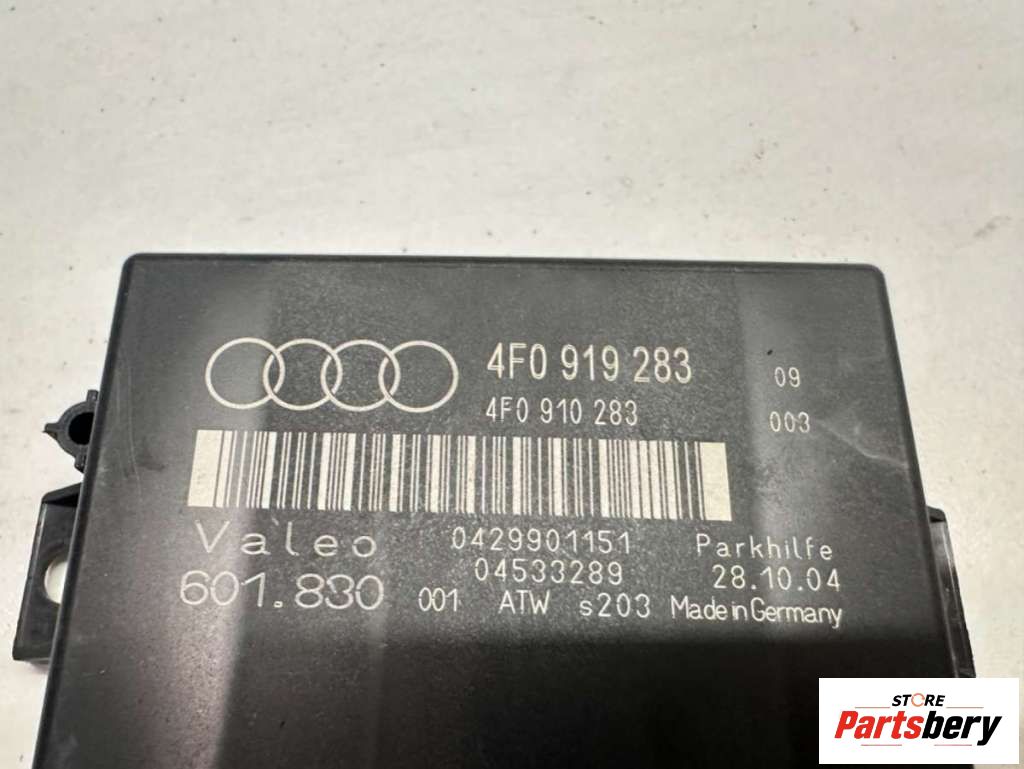 4F0 919 283 09
4F0 910 283 003
Valeo 0429901151 Parkhilfe
04533289 28.10.04
601.830 001 ATW s203 Made in Germany
STORE
Partsbery